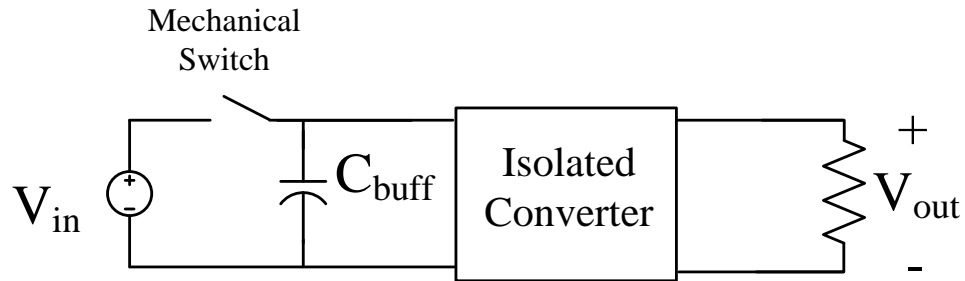 Mechanical
Switch
V_in
C_buff
Isolated
Converter
+
V_out
-